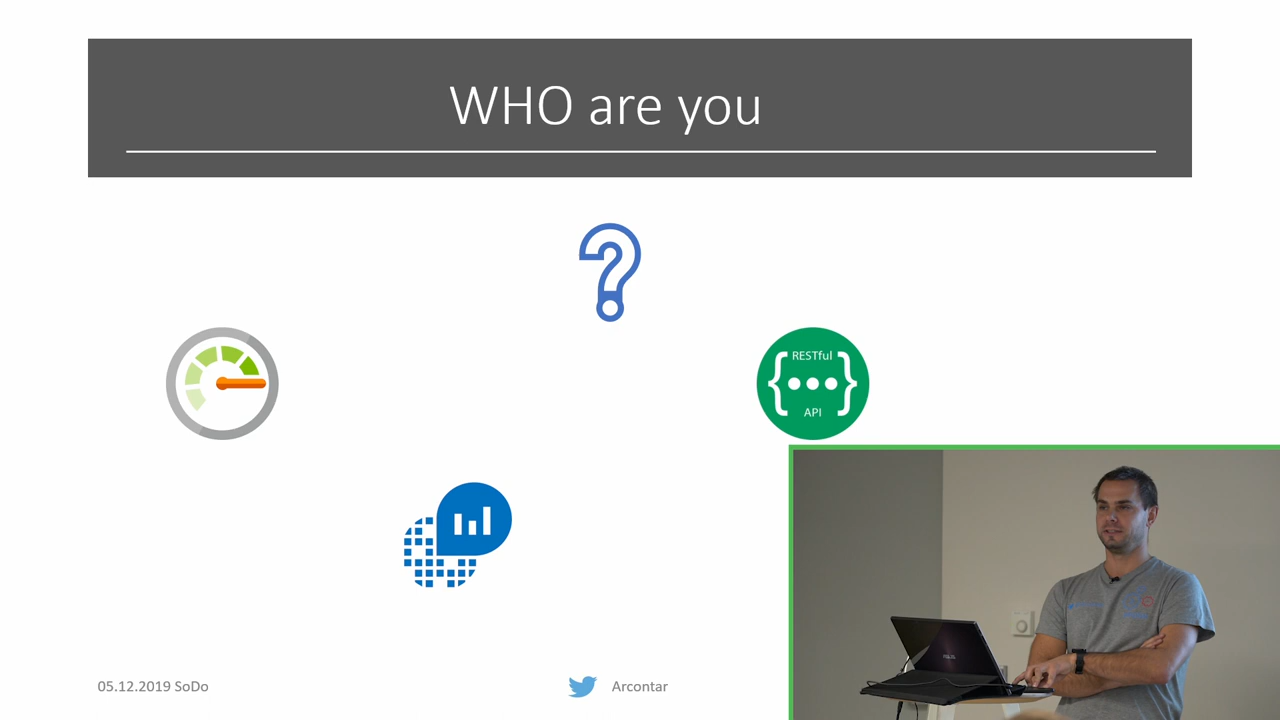 WHO are you
RESTful
API
05.12.2019 SoDo
Arcontar